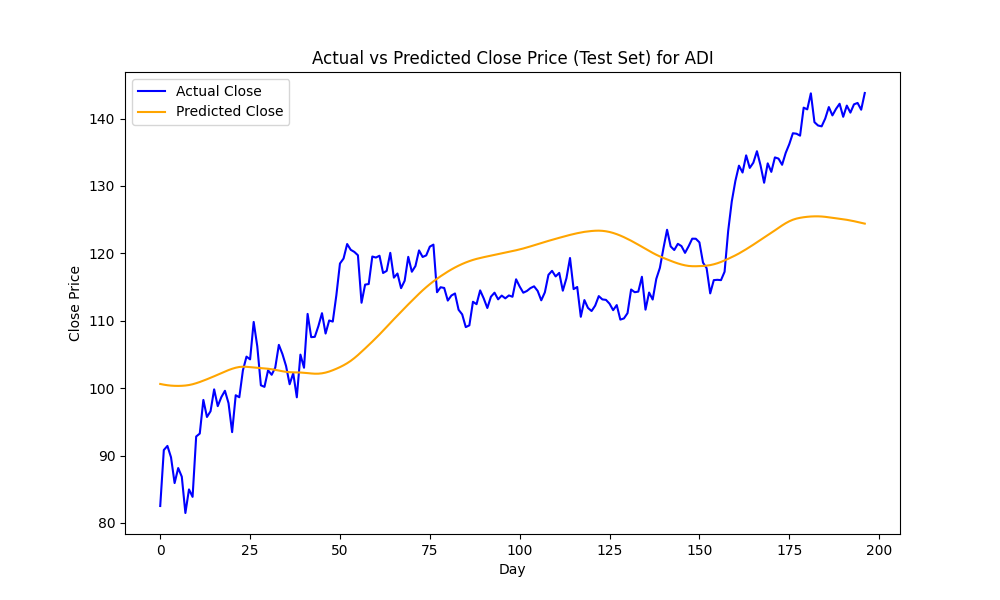 Actual vs Predicted Close Price (Test Set) for ADI
Actual Close
Predicted Close
Close Price
140
130
120
110
100
90
80
0 25 50 75 100 125 150 175 200
Day